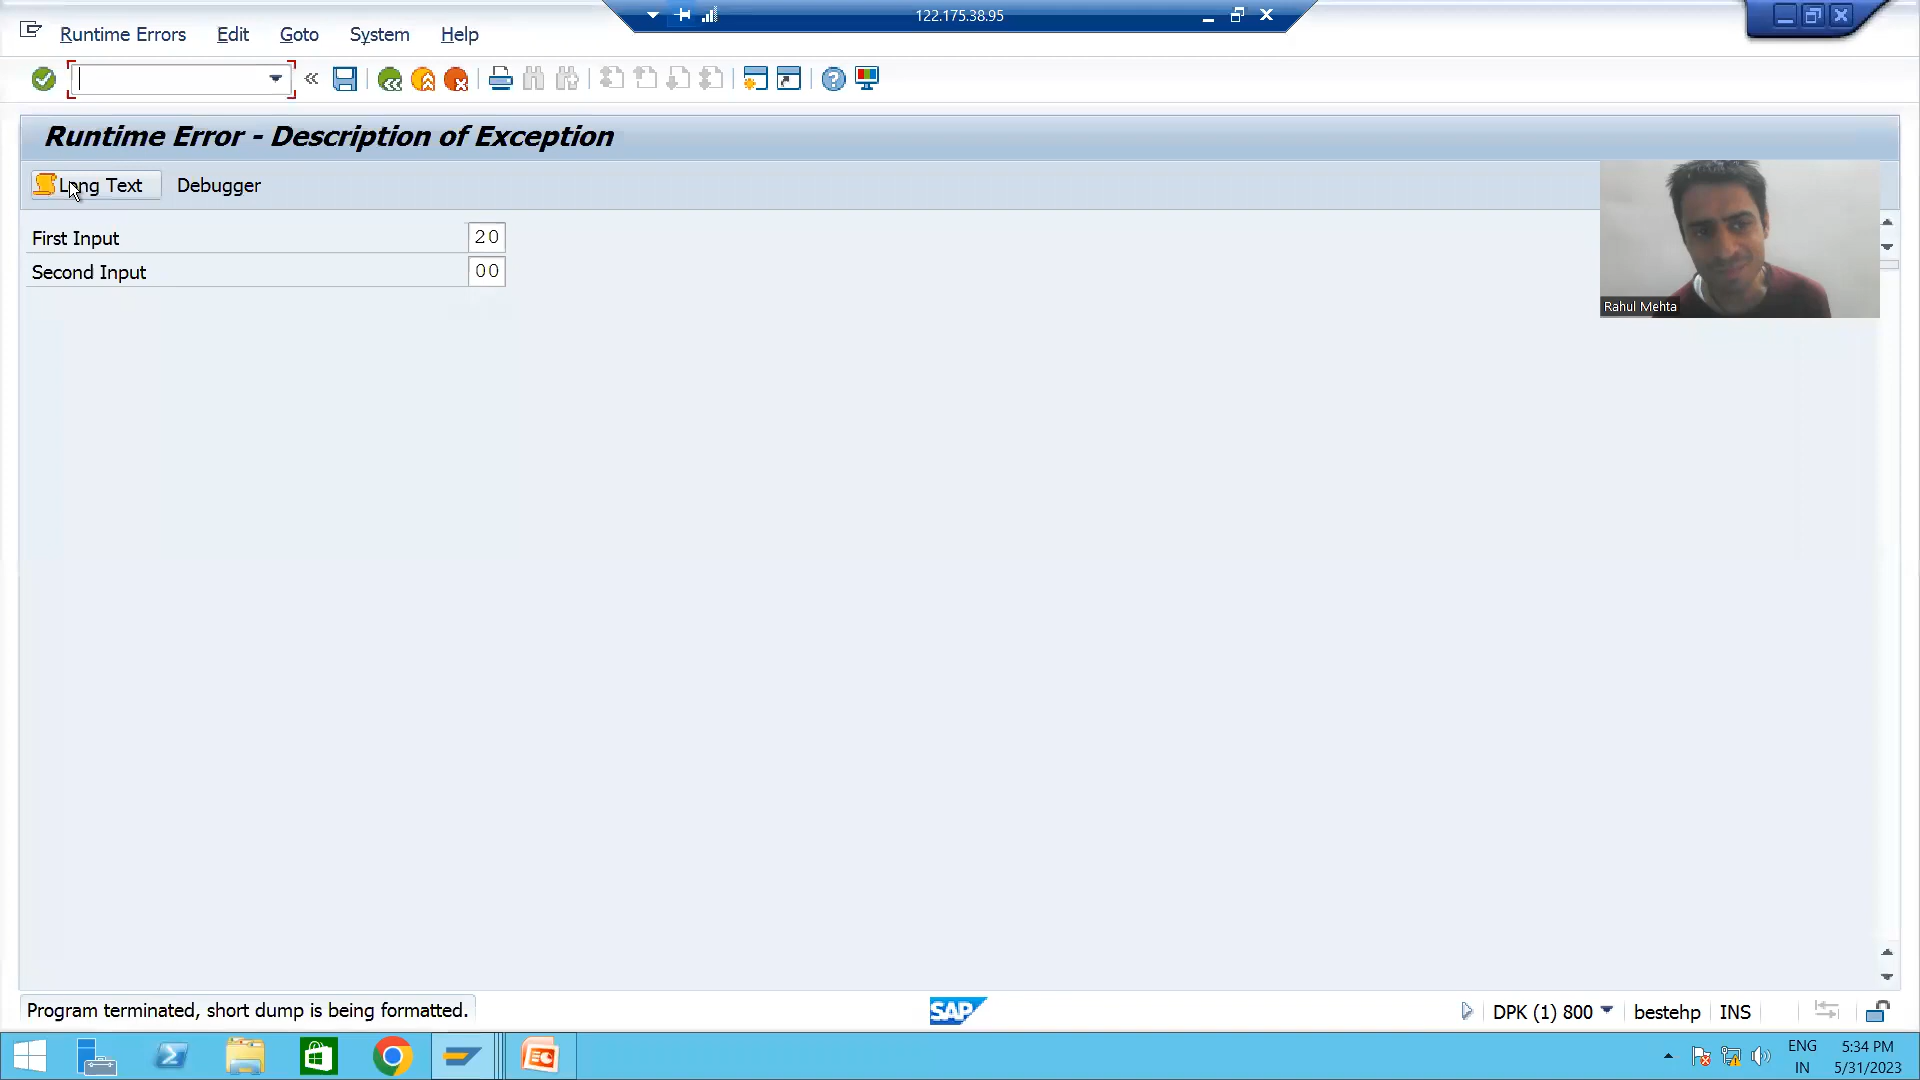 122.175.38.95
Runtime Errors Edit Goto System Help
Runtime Error - Description of Exception
Long Text Debugger
First Input 20
Second Input 00
Rahul Mehta
Program terminated, short dump is being formatted.
SAP
DPK (1) 800 bestehp INS
ENG 5:34 PM
IN 5/31/2023